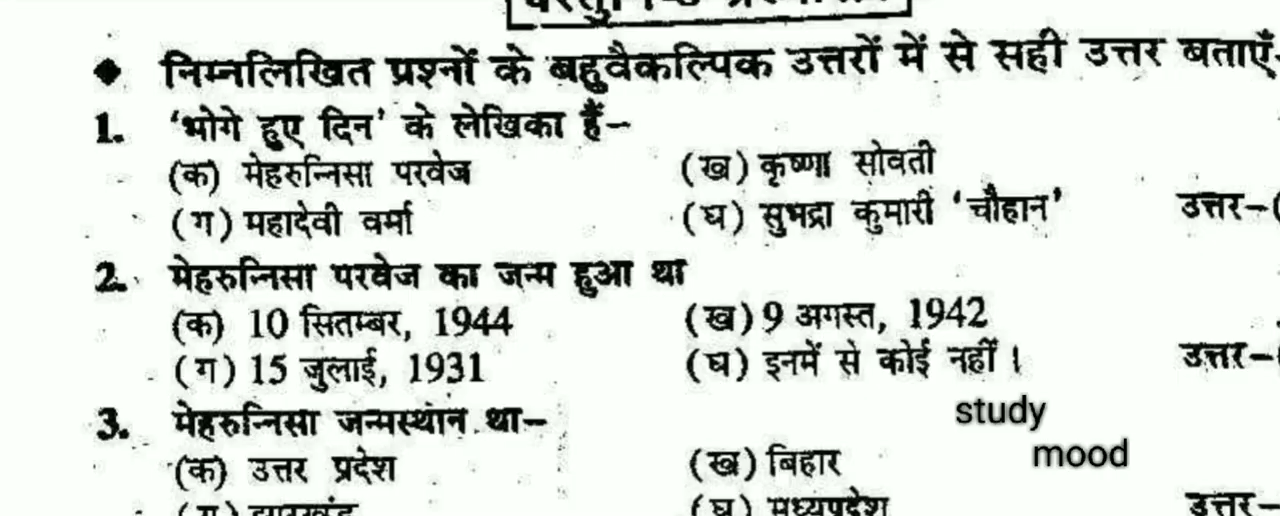 ◆ निम्नलिखित प्रश्नों के बहुवैकल्पिक उत्तरों में से सही उत्तर बताएँ-
1. ‘भोगे हुए दिन’ के लेखिका हैं–
(क) मेहरुन्निसा परवेज (ख) कृष्णा सोवती
(ग) महादेवी वर्मा (घ) सुभद्रा कुमारी ‘चौहान’ उत्तर–(
2. मेहरुन्निसा परवेज का जन्म हुआ था
(क) 10 सितम्बर, 1944 (ख) 9 अगस्त, 1942
(ग) 15 जुलाई, 1931 (घ) इनमें से कोई नहीं । उत्तर–(
3. मेहरुन्निसा जन्मस्थान था–
study
(क) उत्तर प्रदेश (ख) बिहार
mood
(ग) झारखंड (घ) मध्यप्रदेश उत्तर–